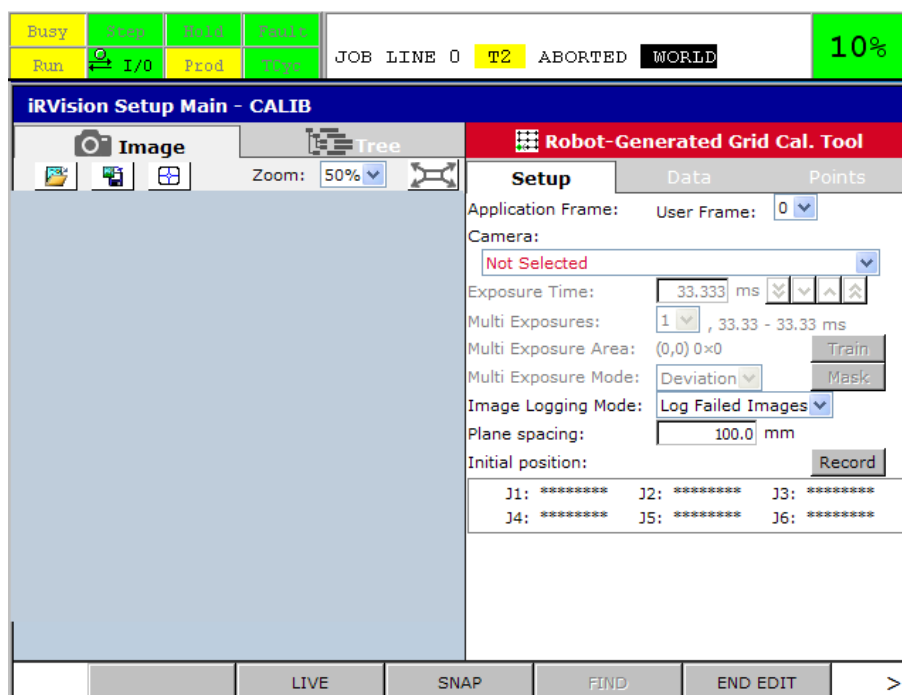 Busy Step Hold Fault
Run I/O Prod TCyc
JOB LINE 0 T2 ABORTED WORLD
10%
iRVision Setup Main - CALIB
Image Tree
Zoom: 50%
Robot-Generated Grid Cal. Tool
Setup Data Points
Application Frame: User Frame: 0
Camera:
Not Selected
Exposure Time: 33.333 ms
Multi Exposures: 1 , 33.33 - 33.33 ms
Multi Exposure Area: (0,0) 0×0 Train
Multi Exposure Mode: Deviation Mask
Image Logging Mode: Log Failed Images
Plane spacing: 100.0 mm
Initial position: Record
J1: ******** J2: ******** J3: ********
J4: ******** J5: ******** J6: ********
LIVE SNAP FIND END EDIT >